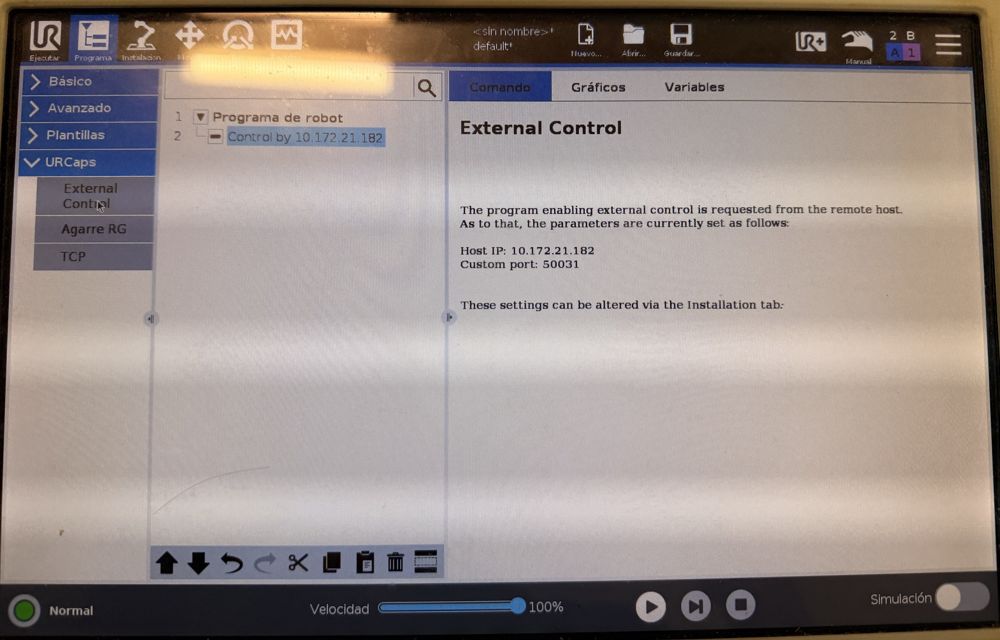 UR
<sin nombre>*
default*
UR+
2 B
A 1
Ejecutar
Programa
Instalación
Nuevo...
Abrir...
Guardar...
Manual
Básico
Avanzado
Plantillas
URCaps
External
Control
Agarre RG
TCP
1 Programa de robot
2 Control by 10.172.21.182
Comando
Gráficos
Variables
External Control
The program enabling external control is requested from the remote host.
As to that, the parameters are currently set as follows:
Host IP: 10.172.21.182
Custom port: 50031
These settings can be altered via the Installation tab.
Normal
Velocidad
100%
Simulación